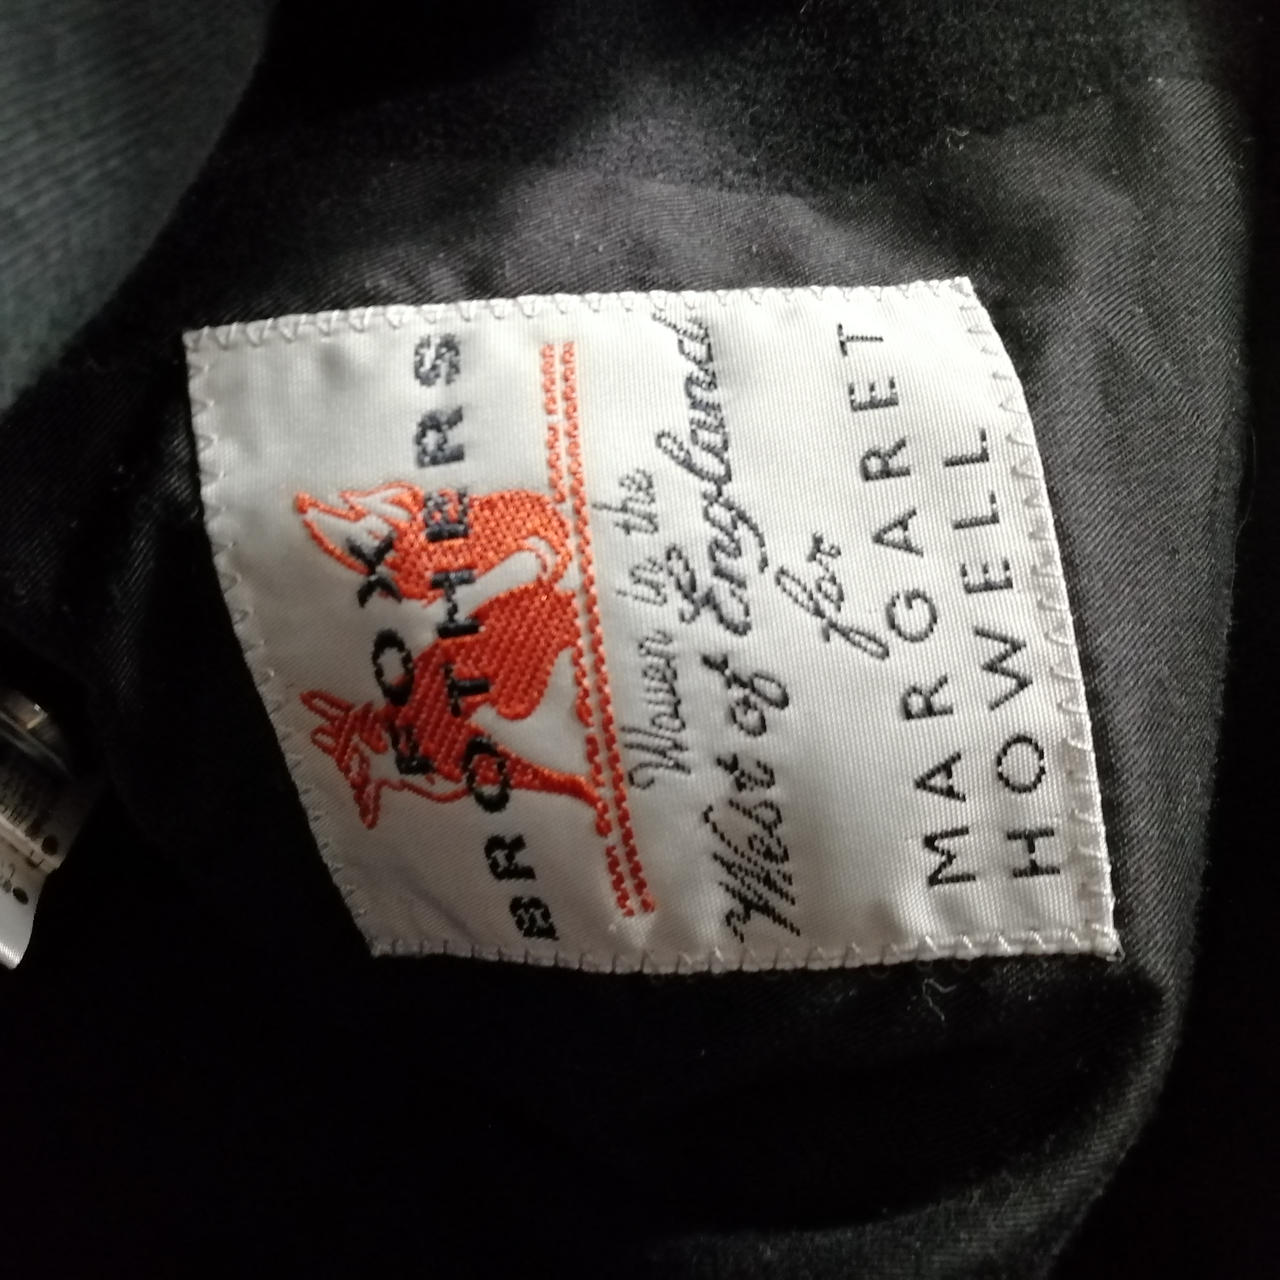 FOX
BROTHERS
Woven in the
West of England
for
MARGARET
HOWELL